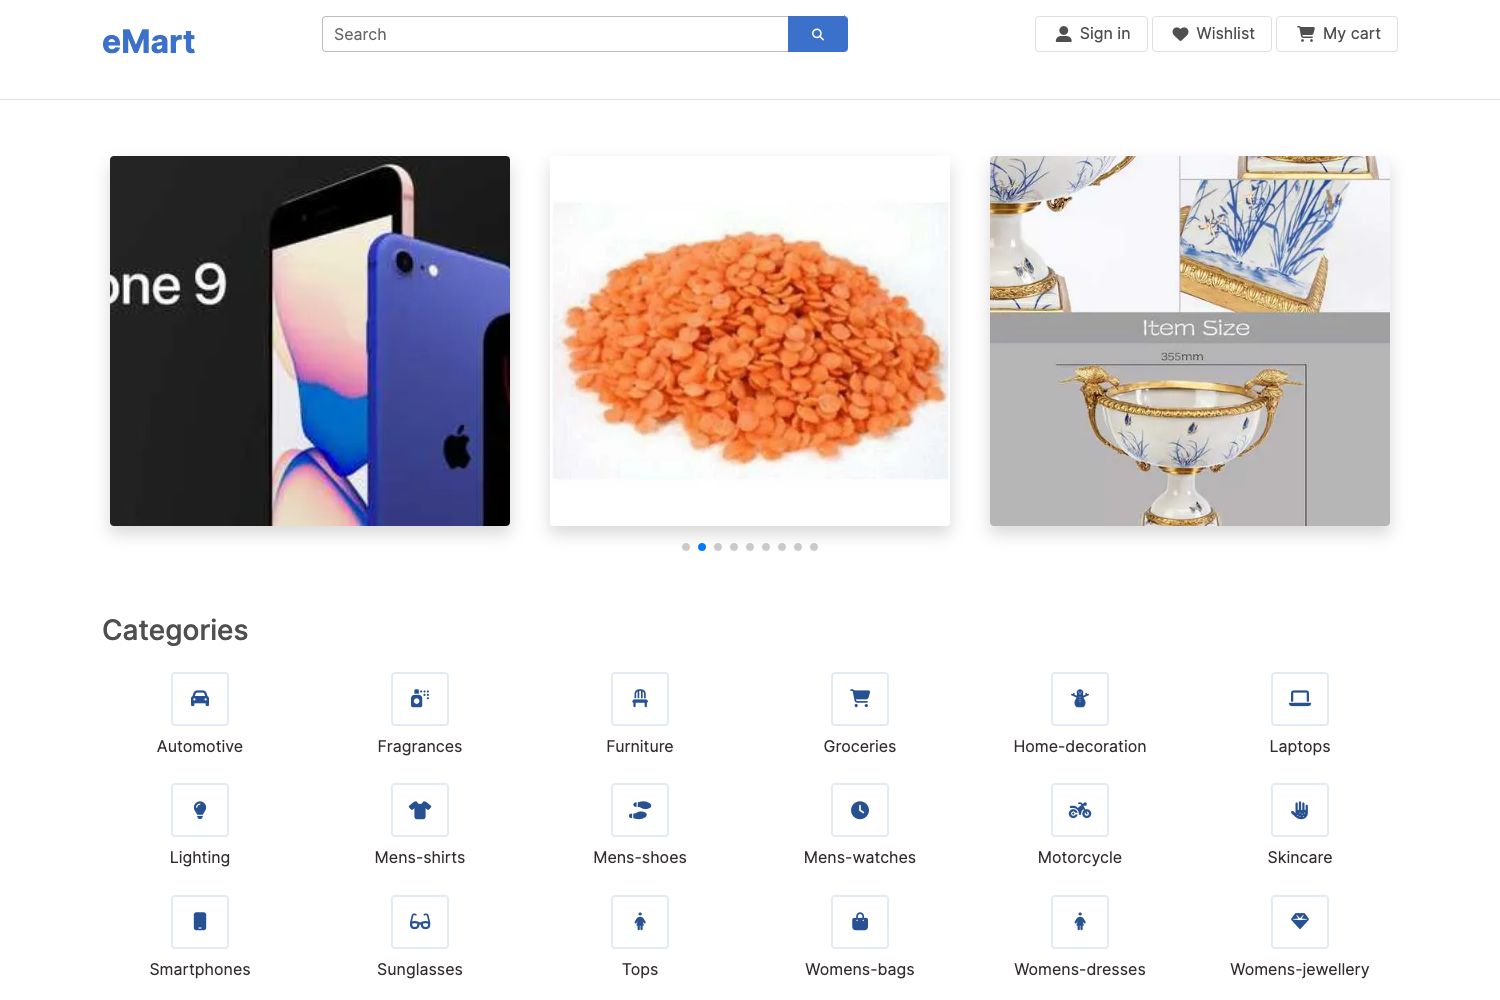 eMart
Search
Sign in
Wishlist
My cart
one 9
Item Size
355mm
Categories
Automotive
Fragrances
Furniture
Groceries
Home-decoration
Laptops
Lighting
Mens-shirts
Mens-shoes
Mens-watches
Motorcycle
Skincare
Smartphones
Sunglasses
Tops
Womens-bags
Womens-dresses
Womens-jewellery